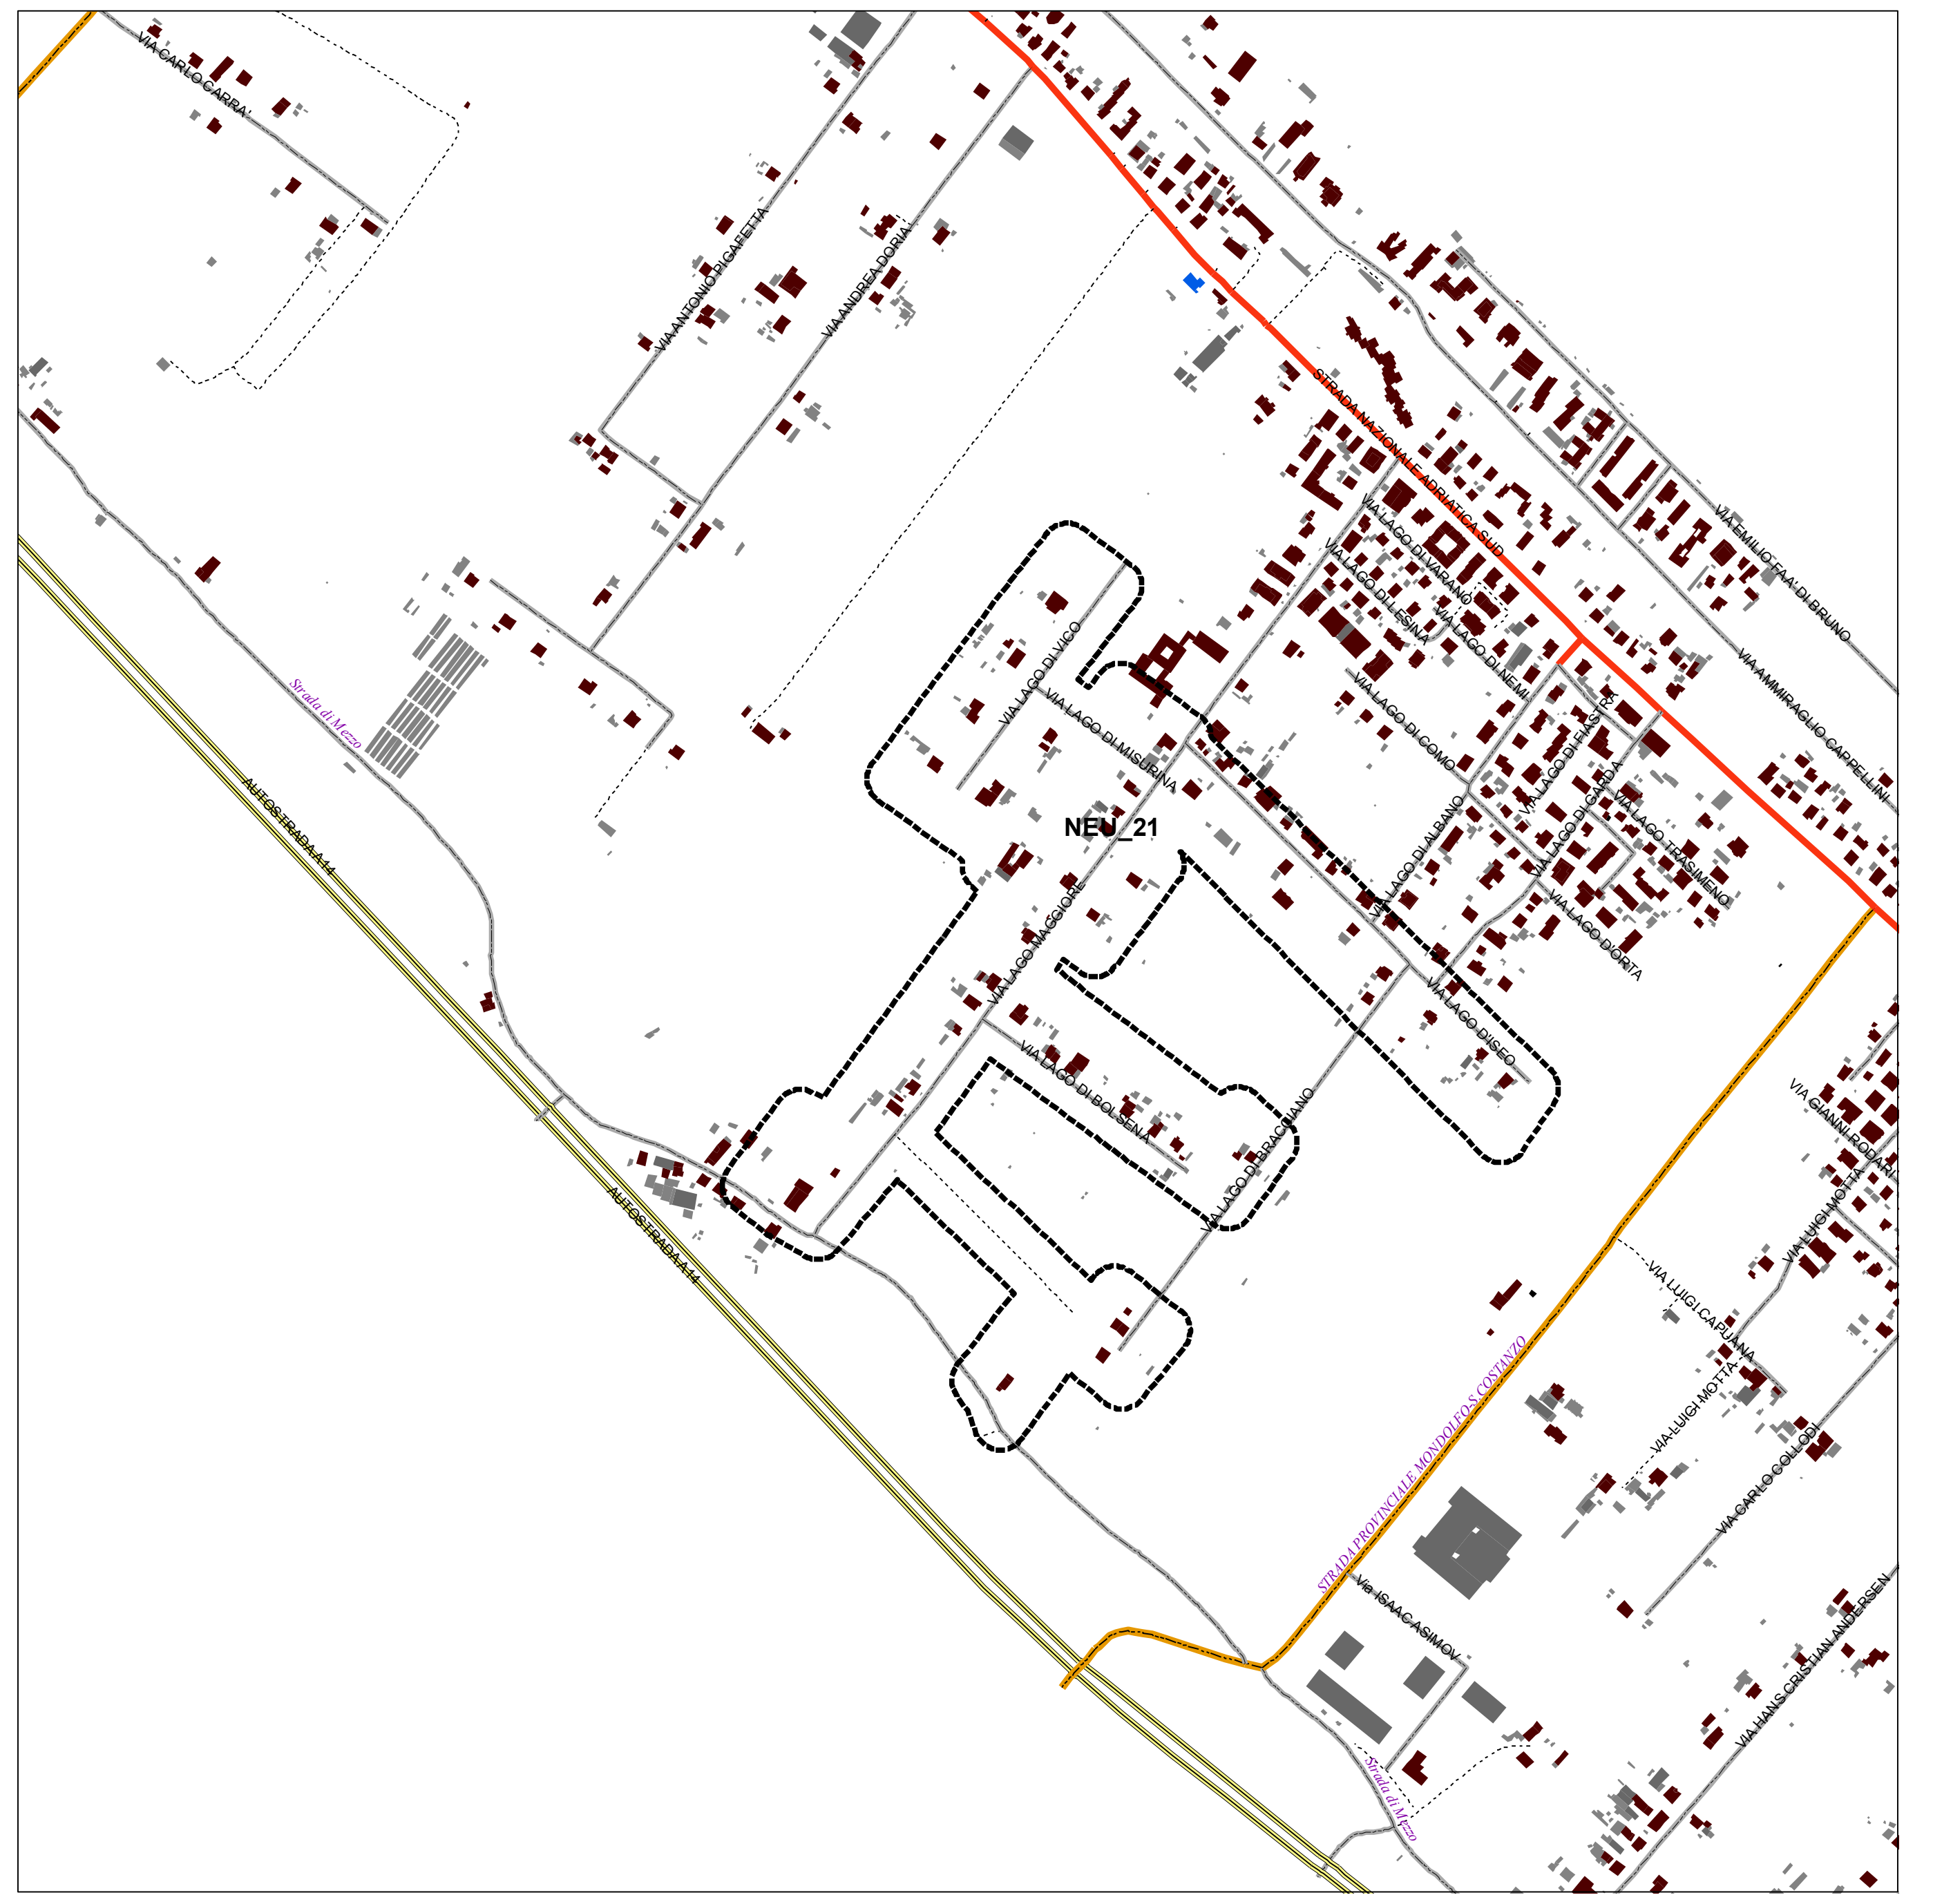 VIA CARLO CARRA'
VIA ANTONIO PIGAFETTA
VIA ANDREA DORIA'
STRADA NAZIONALE ADRIATICA SUD
VIA LAGO DI VARANO
VIA LAGO DI LESINA
VIA LAGO DI NEMI
VIA EMILIO FAA' DI BRUNO
VIA AMMIRAGLIO CAPPELLINI
VIA LAGO DI VICO
VIA LAGO DI MISURINA
VIA LAGO DI COMO
VIA LAGO DI FIASTRA
VIA LAGO DI GARDA
VIA LAGO TRASIMENO
VIA LAGO DI ALBANO
VIA LAGO D'ORTA
Strada di Mezzo
AUTOSTRADA A14
NEU_21
VIA LAGO MAGGIORE
VIA LAGO D'ISEO
VIA LAGO DI BOLSENA
VIA LAGO DI BRACCIANO
AUTOSTRADA A14
VIA GIANNI RODARI
VIA LUIGI MOTTA
VIA LUIGI CAPUANA
VIA LUIGI MOTTA
STRADA PROVINCIALE MONDOLFO-S.COSTANZO
VIA CARLO COLLODI
Via ISAAC ASIMOV
VIA HANS CRISTIAN ANDERSEN
Strada di Mezzo